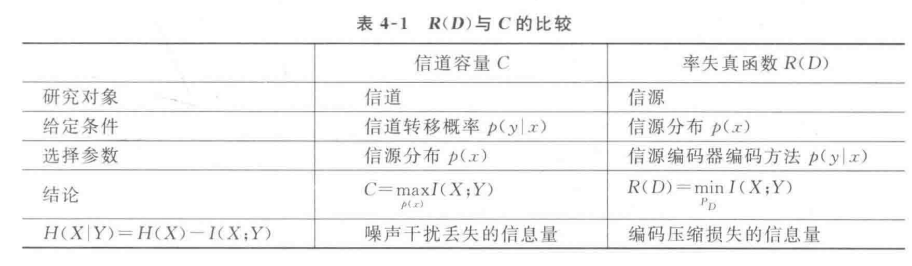 表 4-1 R(D)与 C 的比较
信道容量 C 率失真函数 R(D)
研究对象 信道 信源
给定条件 信道转移概率 p(y|x) 信源分布 p(x)
选择参数 信源分布 p(x) 信源编码器编码方法 p(y|x)
结论 C=max_{p(x)} I(X;Y) R(D)=min_{P_D} I(X;Y)
H(X|Y)=H(X)-I(X;Y) 噪声干扰丢失的信息量 编码压缩损失的信息量